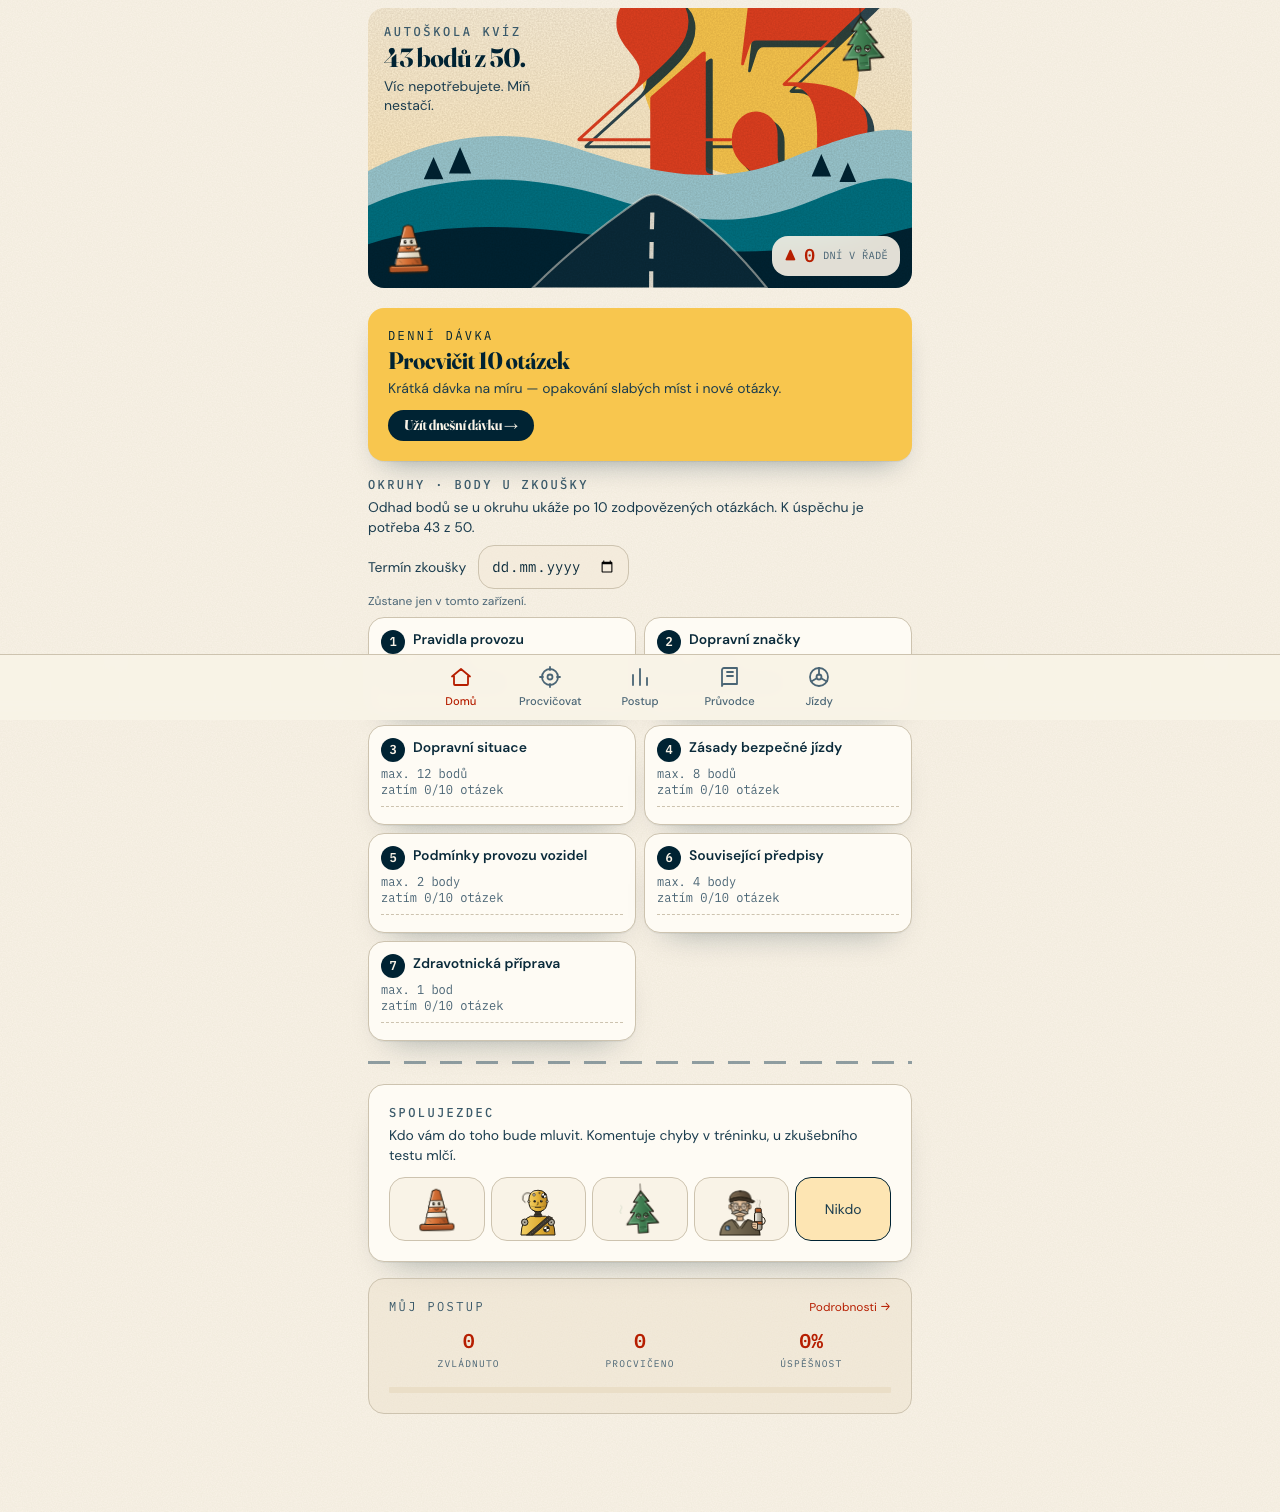 AUTOŠKOLA KVÍZ
43 bodů z 50.
Víc nepotřebujete. Míň
nestačí.
43
0 DNÍ V ŘADĚ
DENNÍ DÁVKA
Procvičit 10 otázek
Krátká dávka na míru — opakování slabých míst i nové otázky.
Užít dnešní dávku →
OKRUHY · BODY U ZKOUŠKY
Odhad bodů se u okruhu ukáže po 10 zodpovězených otázkách. K úspěchu je
potřeba 43 z 50.
Termín zkoušky dd.mm.yyyy
Zůstane jen v tomto zařízení.
1 Pravidla provozu
2 Dopravní značky
Domů
Procvičovat
Postup
Průvodce
Jízdy
3 Dopravní situace
max. 12 bodů
zatím 0/10 otázek
4 Zásady bezpečné jízdy
max. 8 bodů
zatím 0/10 otázek
5 Podmínky provozu vozidel
max. 2 body
zatím 0/10 otázek
6 Související předpisy
max. 4 body
zatím 0/10 otázek
7 Zdravotnická příprava
max. 1 bod
zatím 0/10 otázek
SPOLUJEZDEC
Kdo vám do toho bude mluvit. Komentuje chyby v tréninku, u zkušebního
testu mlčí.
Nikdo
MŮJ POSTUP
Podrobnosti →
0
ZVLÁDNUTO
0
PROCVIČENO
0%
ÚSPĚŠNOST